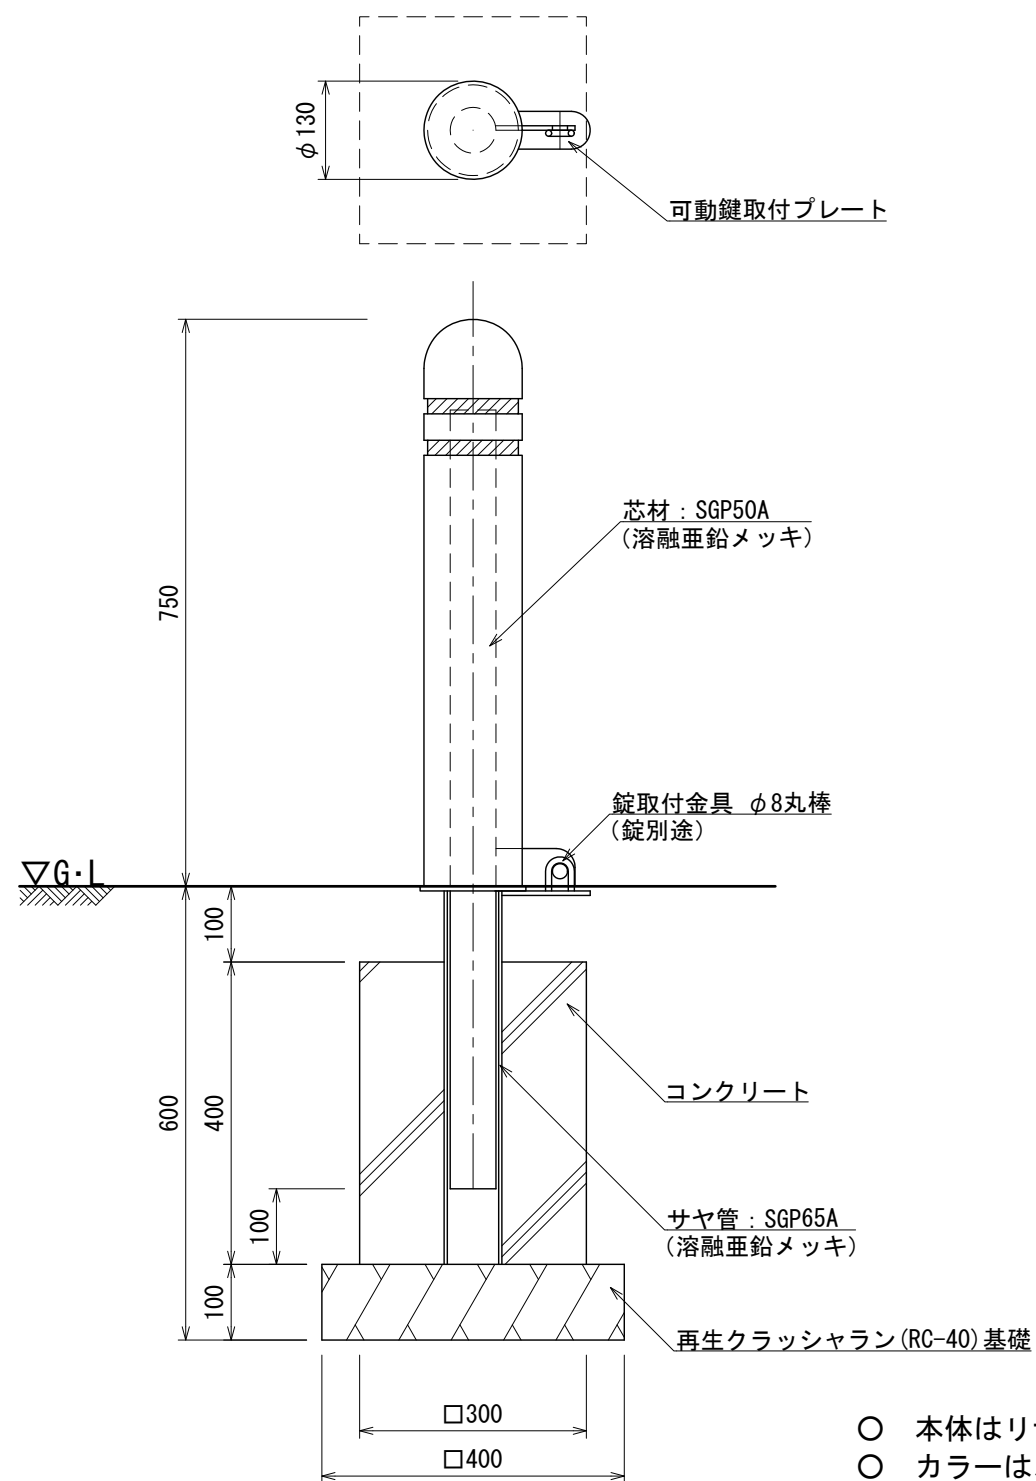 φ130
可動鍵取付プレート
750
芯材：SGP50A
(溶融亜鉛メッキ)
錠取付金具 φ8丸棒
(錠別途)
▽G・L
100
600
400
コンクリート
100
サヤ管：SGP65A
(溶融亜鉛メッキ)
100
再生クラッシャラン(RC-40)基礎
□300
□400
○ 本体はリ
○ カラーは